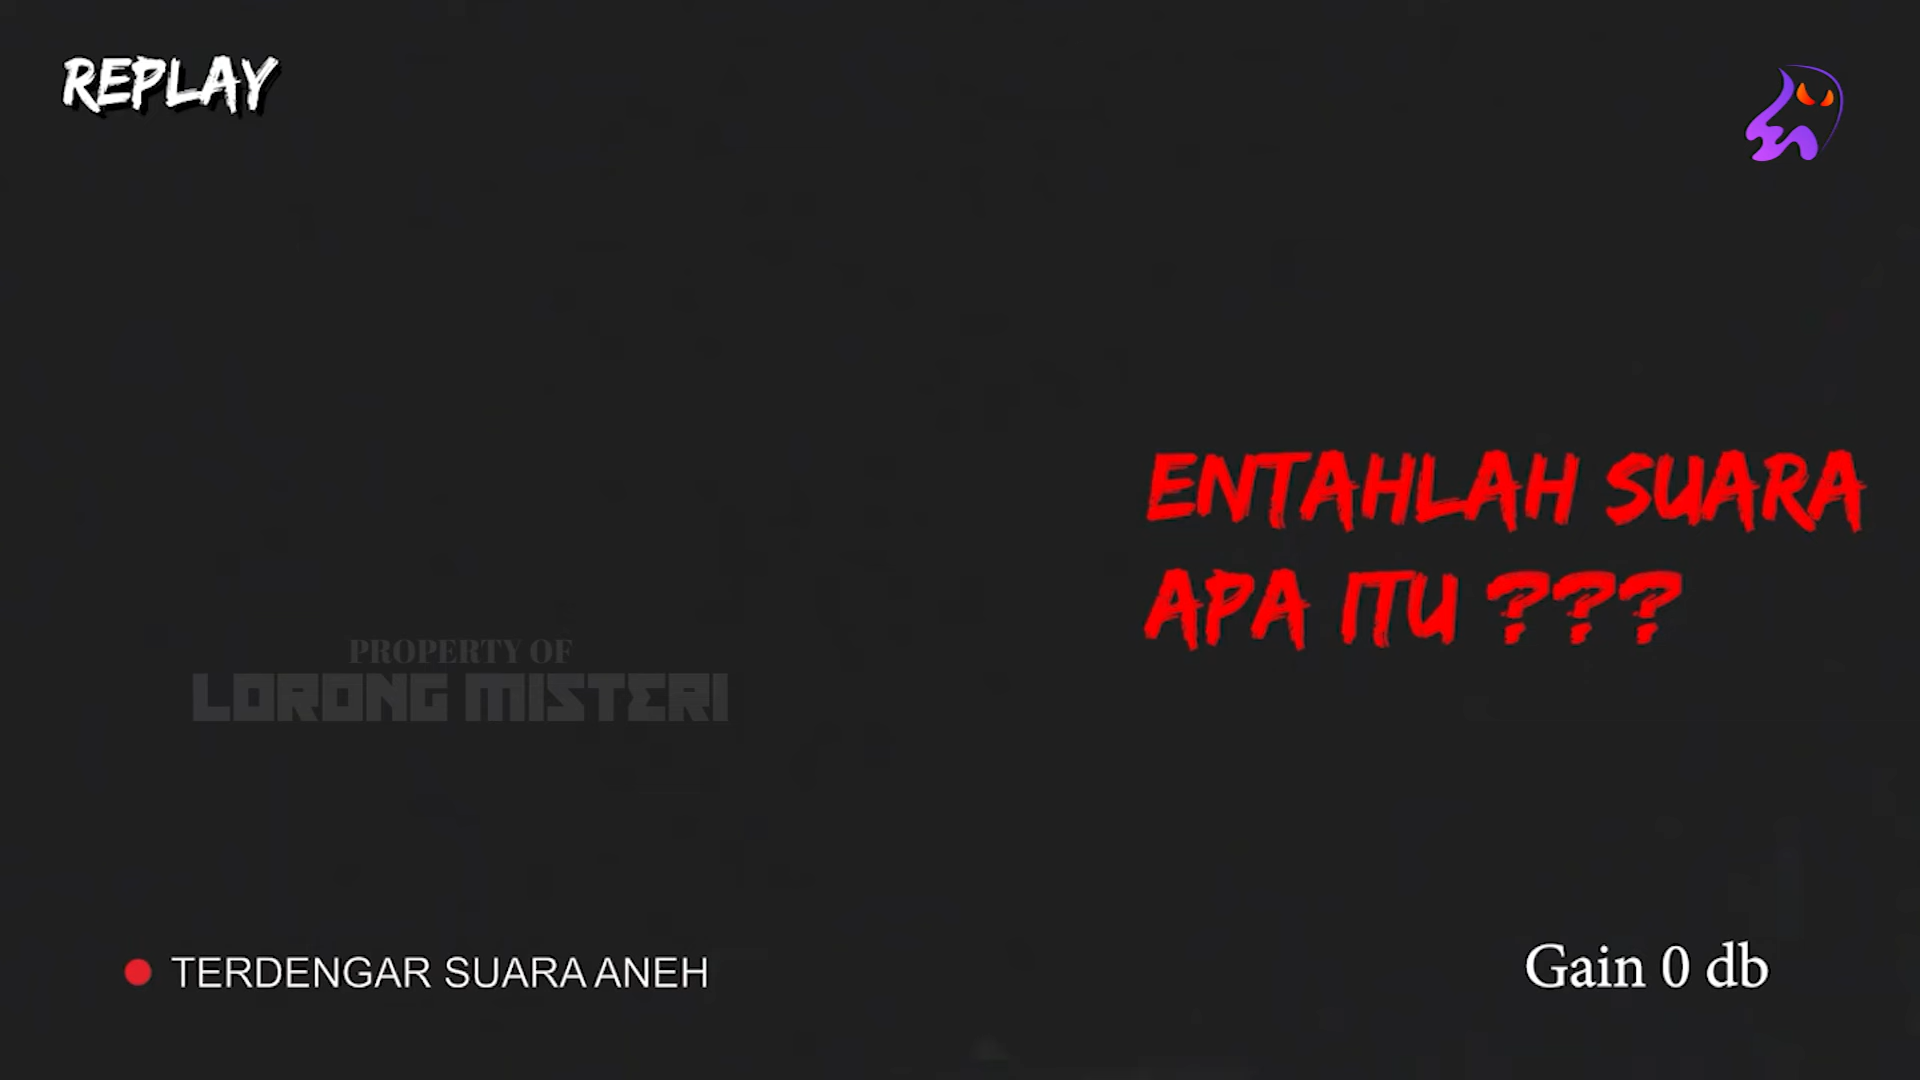 REPLAY
ENTAHLAH SUARA
APA ITU ???
PROPERTY OF
LORONG MISTERI
TERDENGAR SUARA ANEH
Gain 0 db